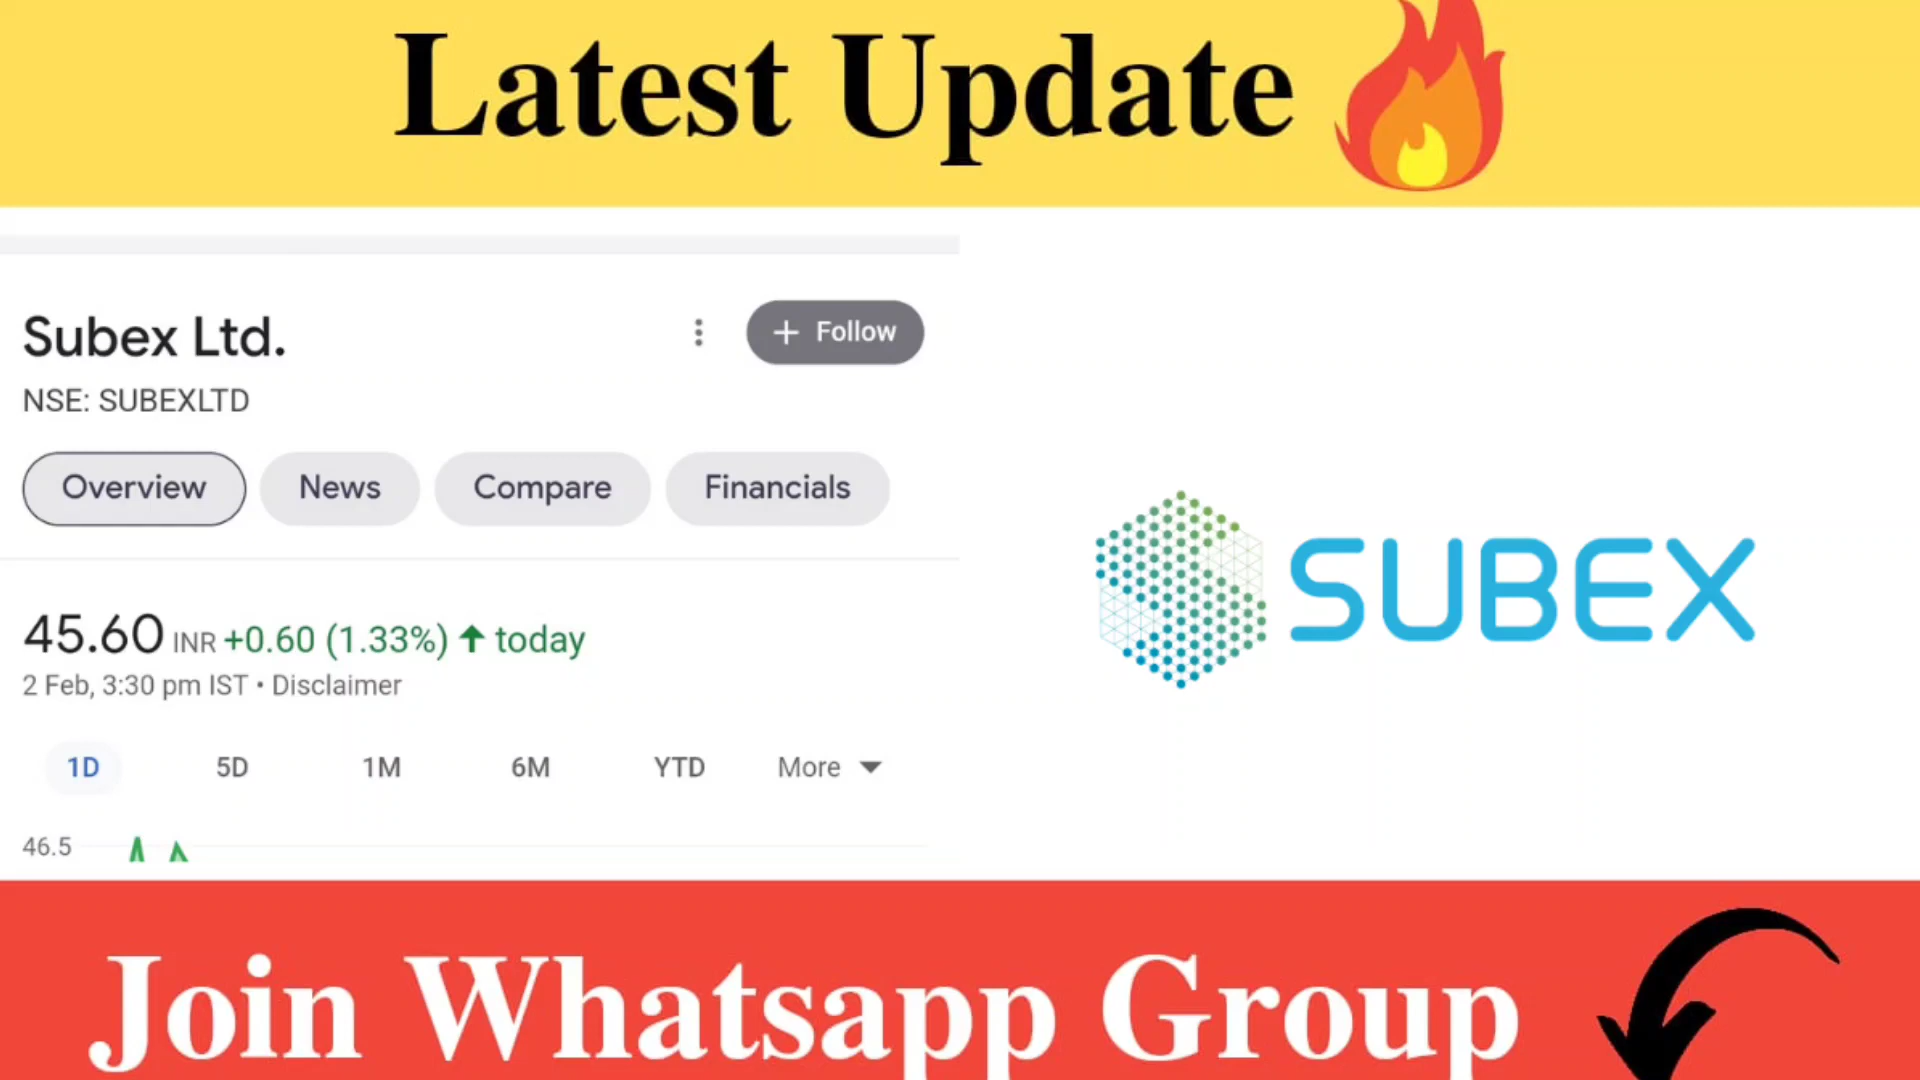 Latest Update
Subex Ltd.
+ Follow
NSE: SUBEXLTD
Overview News Compare Financials
45.60 INR +0.60 (1.33%) ↑ today
2 Feb, 3:30 pm IST • Disclaimer
1D 5D 1M 6M YTD More
46.5
SUBEX
Join Whatsapp Group